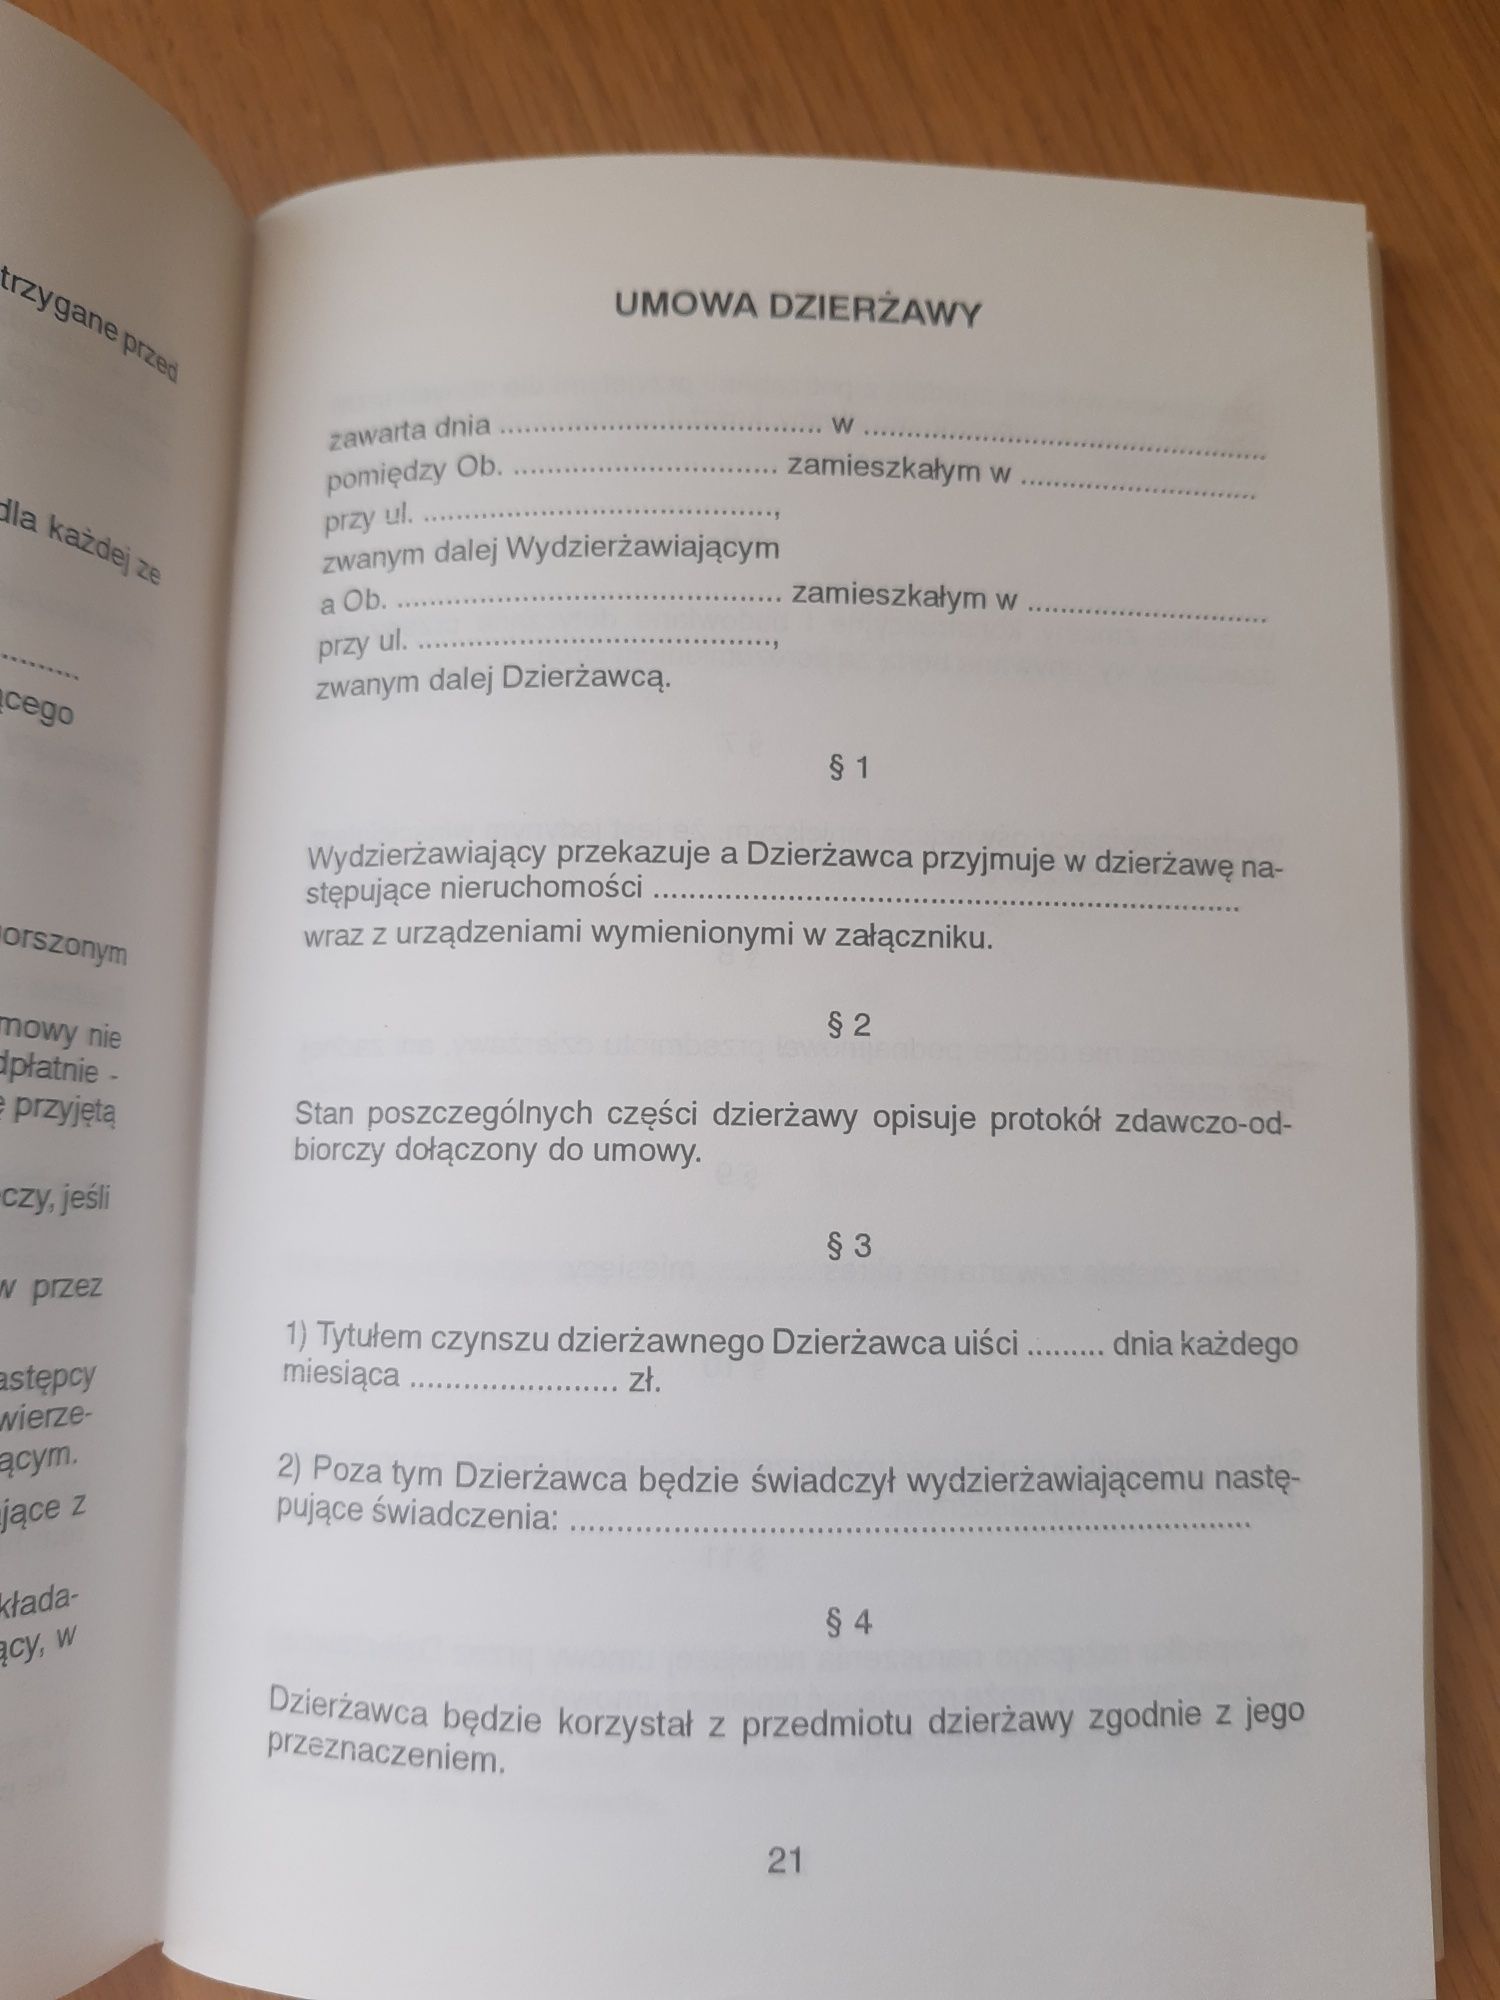 trzygane przed
dla każdej ze
............
ącego
orszonym
mowy nie
dpłatnie -
przyjętą
czy, jeśli
w przez
astępcy
wierze-
ącym.
jące z
kłada-
ący, w
UMOWA DZIERŻAWY
zawarta dnia ........................................ w ..................................................
pomiędzy Ob. ................................. zamieszkałym w .............................
przy ul. ............................................,
zwanym dalej Wydzierżawiającym
a Ob. ................................................ zamieszkałym w .............................
przy ul. ............................................,
zwanym dalej Dzierżawcą.
§ 1
Wydzierżawiający przekazuje a Dzierżawca przyjmuje w dzierżawę na-
stępujące nieruchomości ........................................................................
wraz z urządzeniami wymienionymi w załączniku.
§ 2
Stan poszczególnych części dzierżawy opisuje protokół zdawczo-od-
biorczy dołączony do umowy.
§ 3
1) Tytułem czynszu dzierżawnego Dzierżawca uiści ......... dnia każdego
miesiąca ......................... zł.
2) Poza tym Dzierżawca będzie świadczył wydzierżawiającemu nastę-
pujące świadczenia: ........................................................................
§ 4
Dzierżawca będzie korzystał z przedmiotu dzierżawy zgodnie z jego
przeznaczeniem.
21